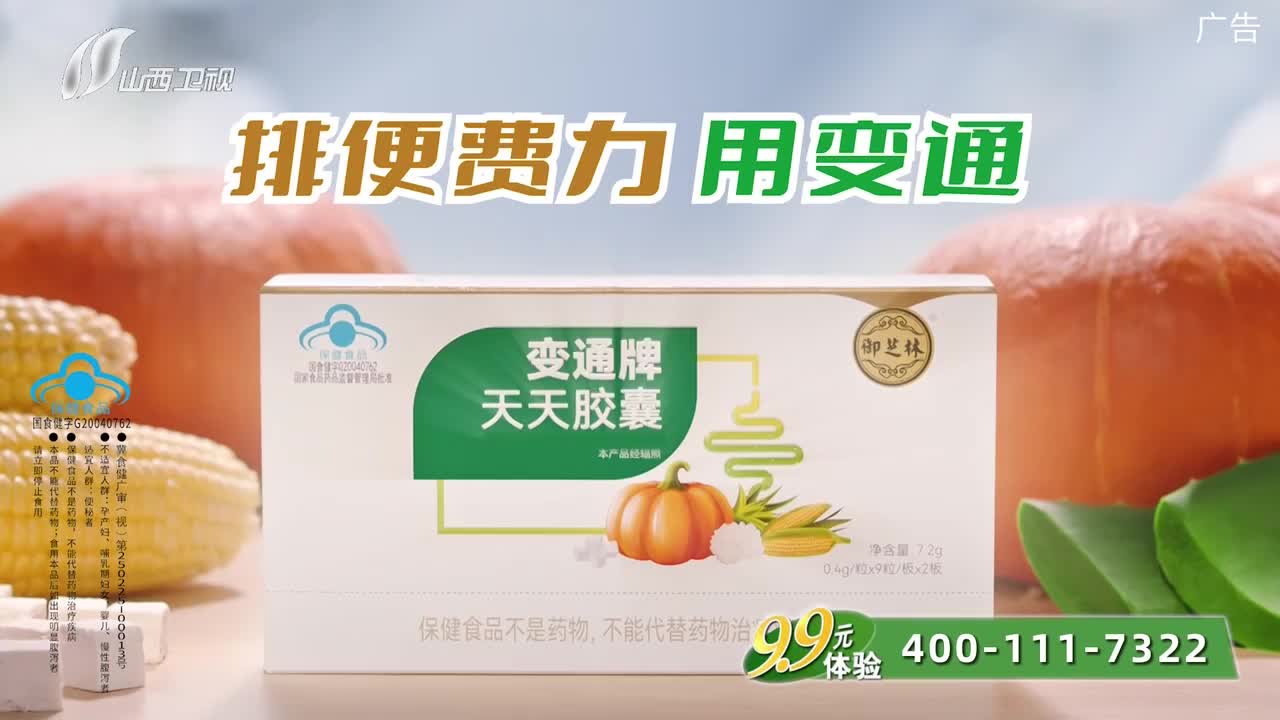 广告
山西卫视
排便费力 用变通
保健食品
国食健字G20040762
国家食品药品监督管理局批准
变通牌
天天胶囊
本产品经辐照
御芝林
净含量:7.2g
0.4g/粒x9粒/板x2板
保健食品不是药物,不能代替药物治
9.9元
体验
400-111-7322
保健食品
国食健字G20040762
●冀食健广审(视)第250225-00013号
●不适宜人群:孕产妇、哺乳期妇女、婴儿、慢性腹泻者
适宜人群:便秘者
●保健食品不是药物,不能代替药物治疗疾病
●本品不能代替药物;食用本品后如出现明显腹泻者
请立即停止食用